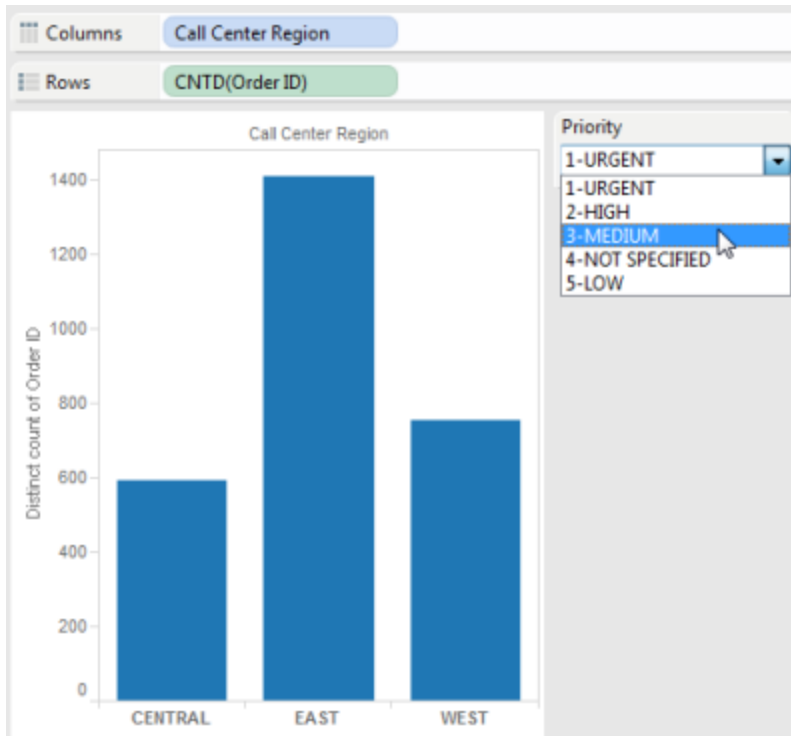 Columns
Call Center Region
Rows
CNTD(Order ID)
Call Center Region
Distinct count of Order ID
1400
1200
1000
800
600
400
200
0
CENTRAL
EAST
WEST
Priority
1-URGENT
1-URGENT
2-HIGH
3-MEDIUM
4-NOT SPECIFIED
5-LOW